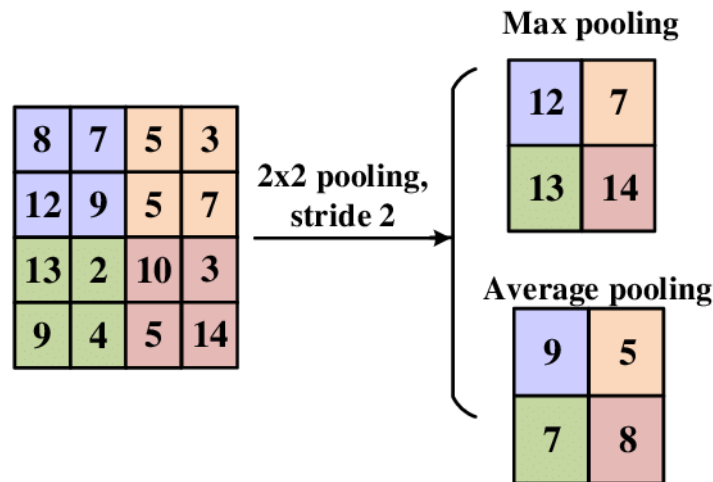 Max pooling
12 7
13 14
8 7 5 3
12 9 5 7
13 2 10 3
9 4 5 14
2x2 pooling,
stride 2
Average pooling
9 5
7 8